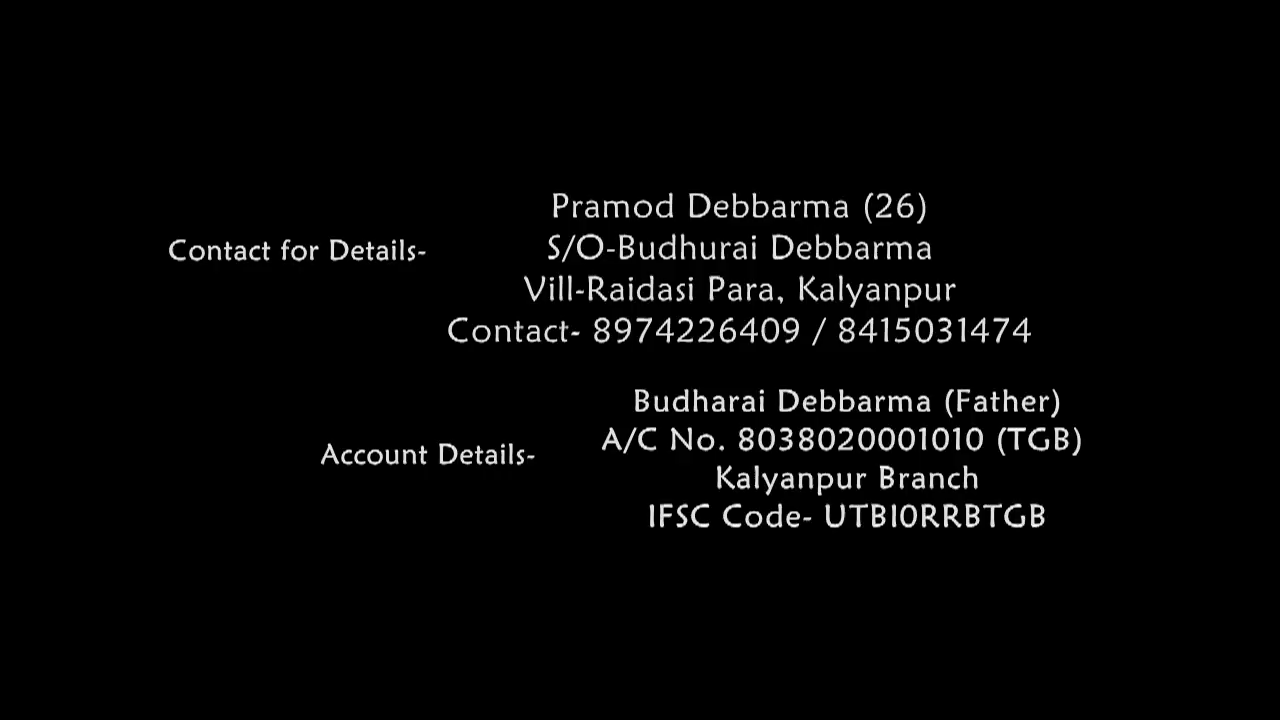 Contact for Details-
Pramod Debbarma (26)
S/O-Budhurai Debbarma
Vill-Raidasi Para, Kalyanpur
Contact- 8974226409 / 8415031474
Account Details-
Budharai Debbarma (Father)
A/C No. 8038020001010 (TGB)
Kalyanpur Branch
IFSC Code- UTBI0RRBTGB